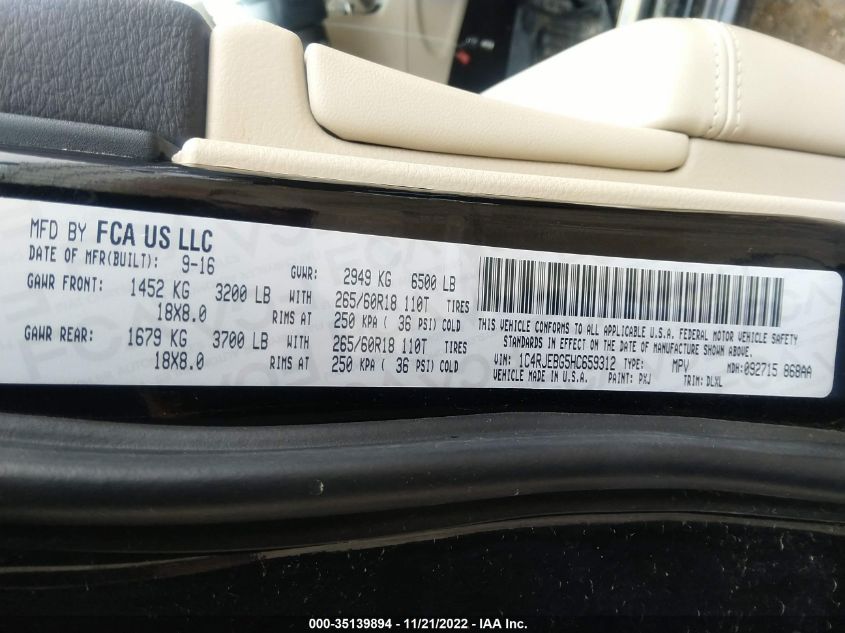 MFD BY FCA US LLC
DATE OF MFR(BUILT): 9-16 GVWR: 2949 KG 6500 LB
GAWR FRONT: 1452 KG 3200 LB WITH 265/60R18 110T TIRES
18X8.0 RIMS AT 250 KPA ( 36 PSI) COLD
GAWR REAR: 1679 KG 3700 LB WITH 265/60R18 110T TIRES
18X8.0 RIMS AT 250 KPA ( 36 PSI) COLD
THIS VEHICLE CONFORMS TO ALL APPLICABLE U.S.A. FEDERAL MOTOR VEHICLE SAFETY
STANDARDS IN EFFECT ON THE DATE OF MANUFACTURE SHOWN ABOVE.
VIN: 1C4RJEBG5HC659312 TYPE: MPV MDH: 092715 868AA
VEHICLE MADE IN U.S.A. PAINT: PXJ TRIM: DLXL
000-35139894 - 11/21/2022 - IAA Inc.